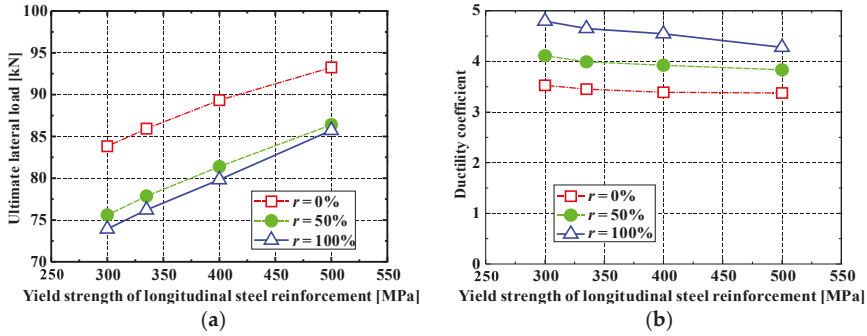 100
95
90
85
80
75
70
Ultimate lateral load [kN]
r = 0%
r = 50%
r = 100%
250 300 350 400 450 500 550
Yield strength of longitudinal steel reinforcement [MPa]
(a)
5
4
3
2
1
0
Ductility coefficient
r = 0%
r = 50%
r = 100%
250 300 350 400 450 500 550
Yield strength of longitudinal steel reinforcement [MPa]
(b)